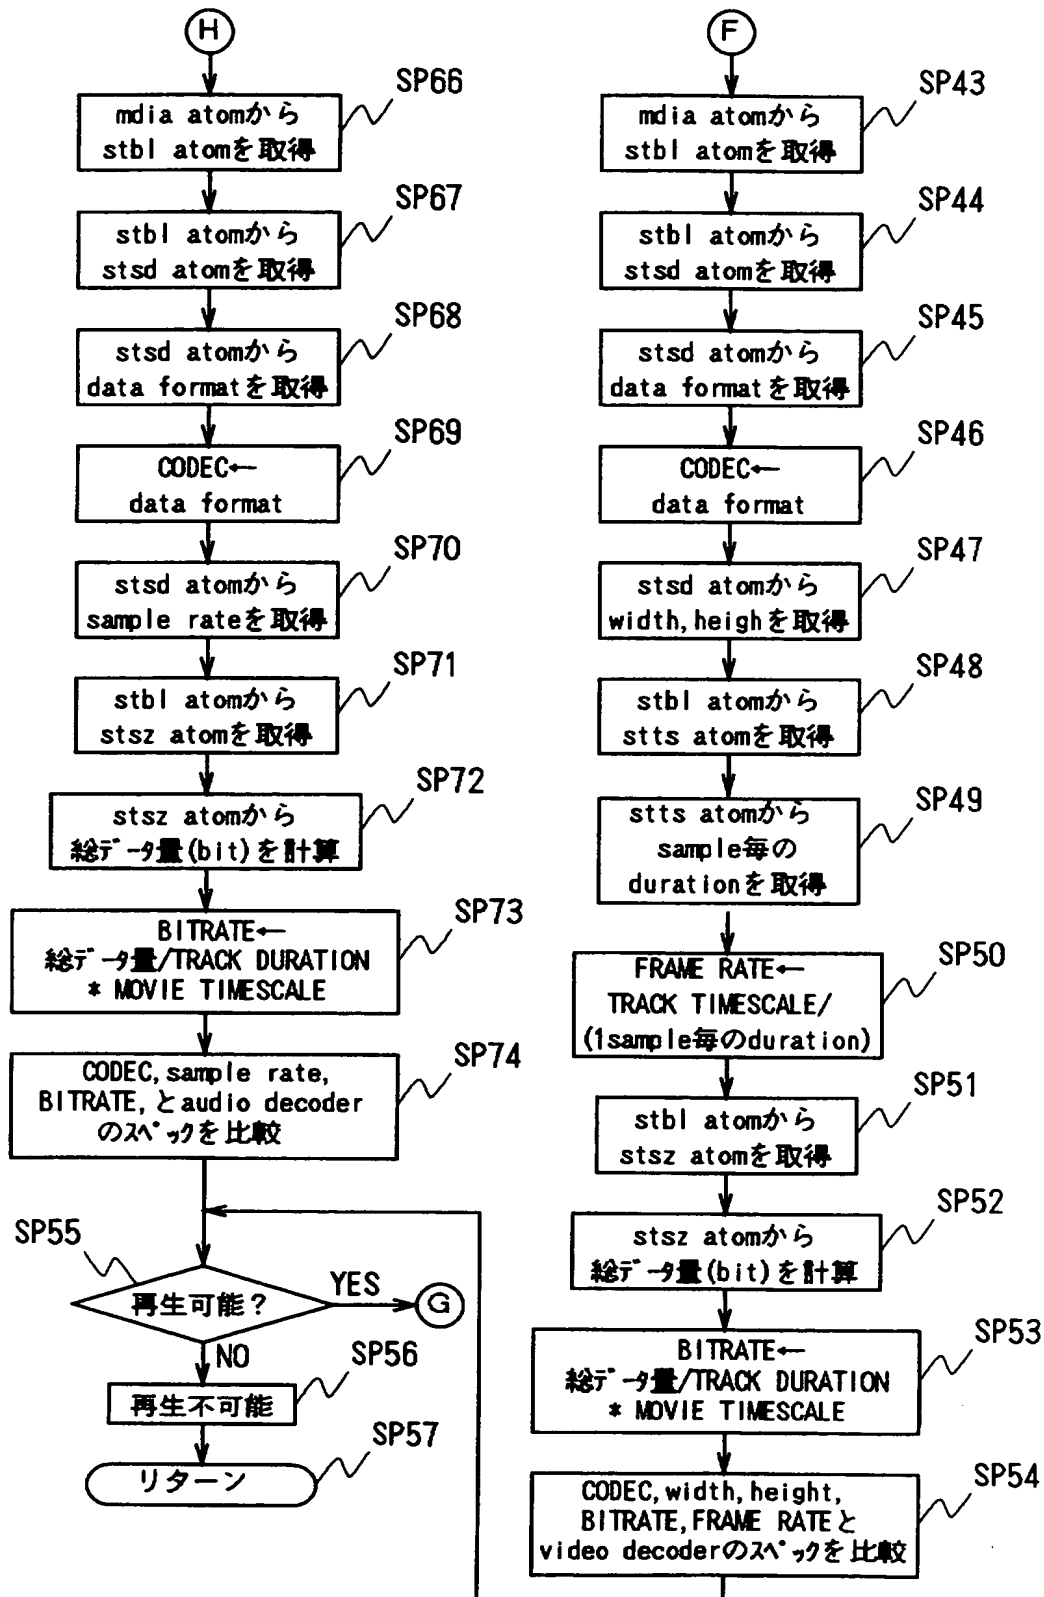 H
SP66
mdia atomから
stbl atomを取得
SP67
stbl atomから
stsd atomを取得
SP68
stsd atomから
data formatを取得
SP69
CODEC←
data format
SP70
stsd atomから
sample rateを取得
SP71
stbl atomから
stsz atomを取得
SP72
stsz atomから
総データ量(bit)を計算
SP73
BITRATE←
総データ量/TRACK DURATION
* MOVIE TIMESCALE
SP74
CODEC,sample rate,
BITRATE,とaudio decoder
のスペックを比較
SP55
再生可能?
YES
G
NO
SP56
再生不可能
SP57
リターン
F
SP43
mdia atomから
stbl atomを取得
SP44
stbl atomから
stsd atomを取得
SP45
stsd atomから
data formatを取得
SP46
CODEC←
data format
SP47
stsd atomから
width,heighを取得
SP48
stbl atomから
stts atomを取得
SP49
stts atomから
sample毎の
durationを取得
SP50
FRAME RATE←
TRACK TIMESCALE/
(1sample毎のduration)
SP51
stbl atomから
stsz atomを取得
SP52
stsz atomから
総データ量(bit)を計算
SP53
BITRATE←
総データ量/TRACK DURATION
* MOVIE TIMESCALE
SP54
CODEC,width,height,
BITRATE,FRAME RATEと
video decoderのスペックを比較